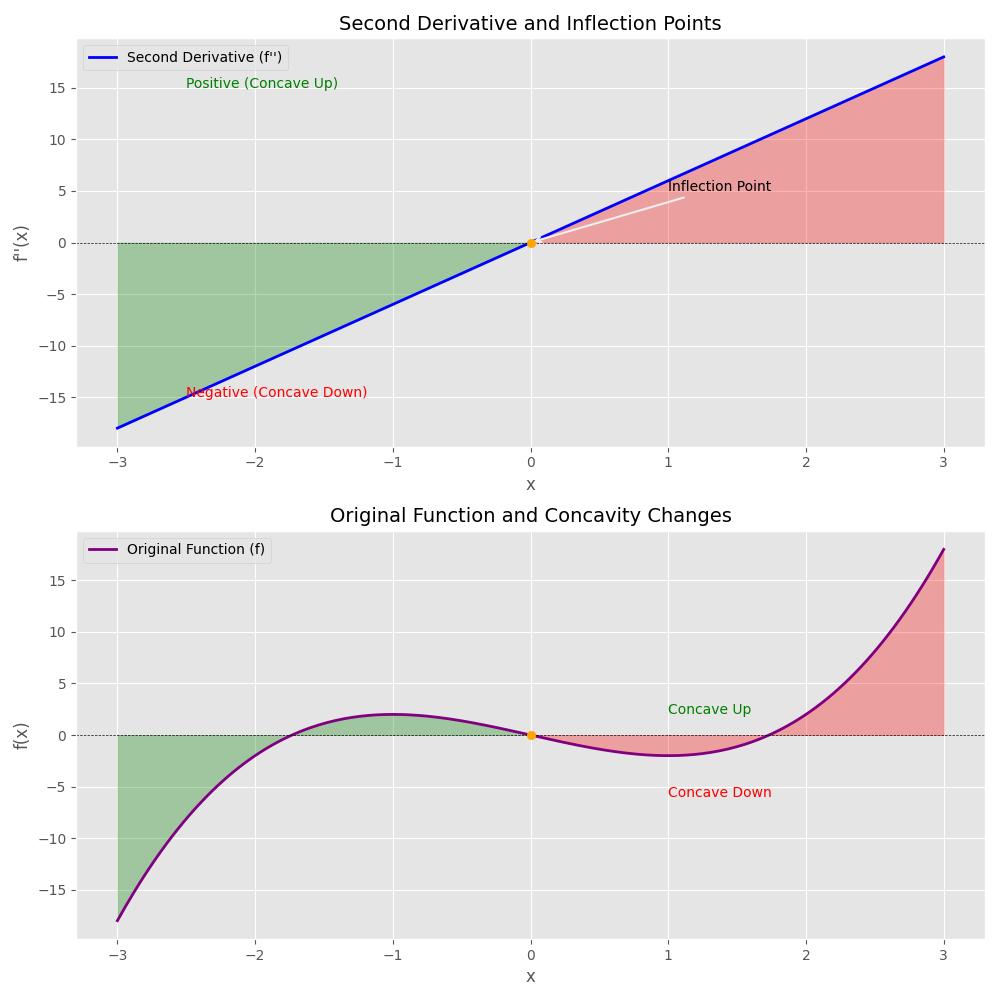 Second Derivative and Inflection Points
Second Derivative (f'')
Positive (Concave Up)
Inflection Point
Negative (Concave Down)
f''(x)
15
10
5
0
−5
−10
−15
−3 −2 −1 0 1 2 3
x
Original Function and Concavity Changes
Original Function (f)
Concave Up
Concave Down
f(x)
15
10
5
0
−5
−10
−15
−3 −2 −1 0 1 2 3
x